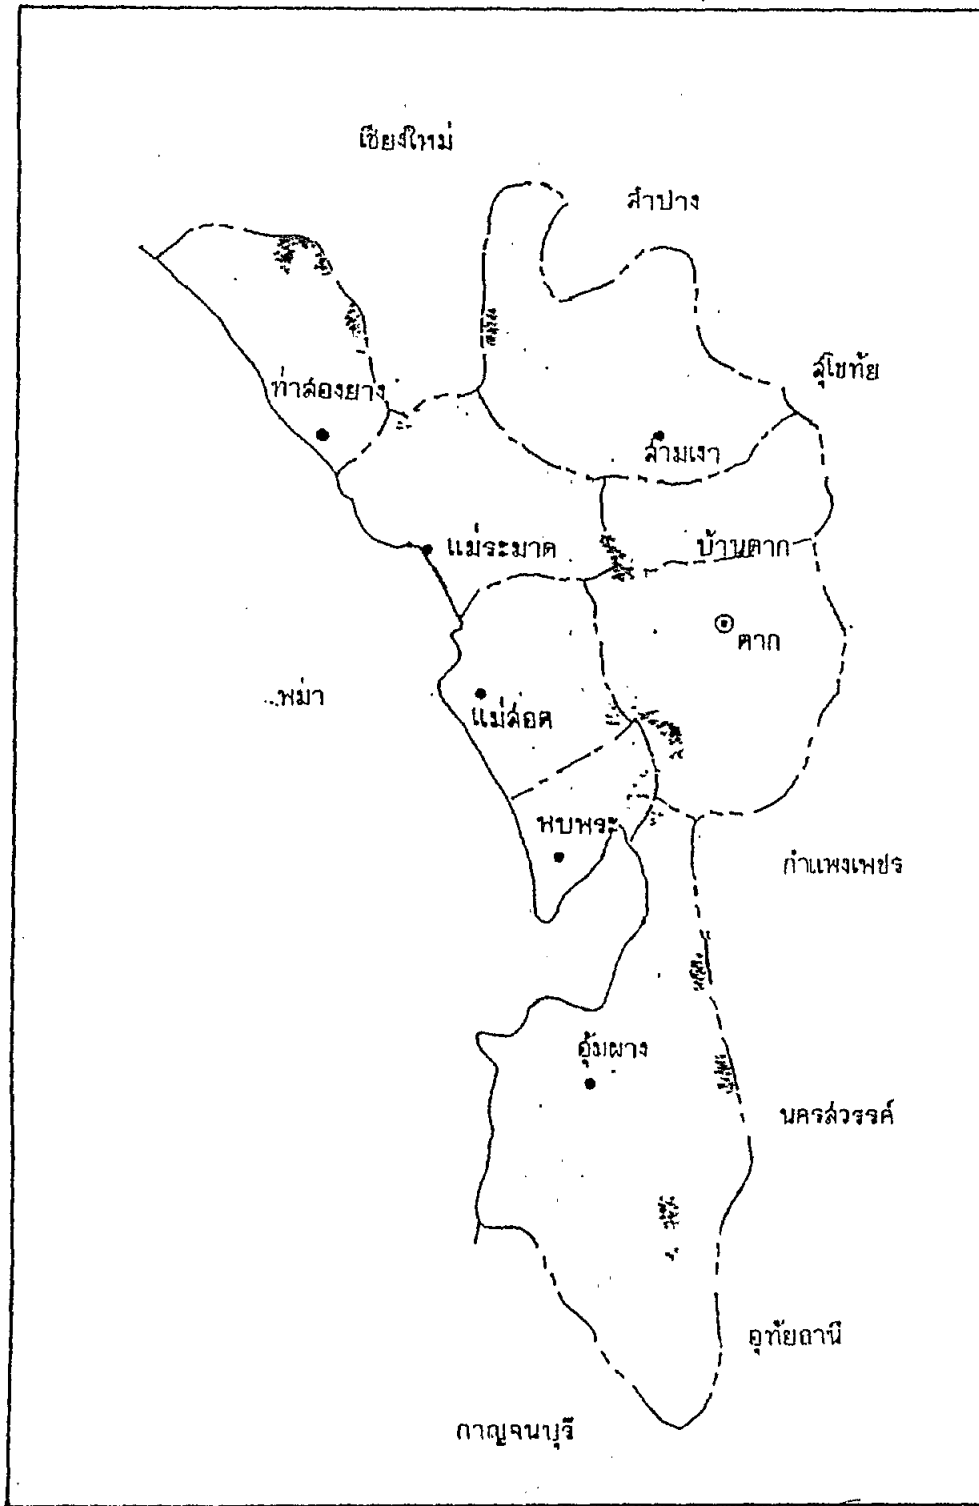 เชียงใหม่
ลำปาง
สุโขทัย
ท่าสองยาง
สามเงา
แม่ระมาด
บ้านตาก
ตาก
พม่า
แม่สอด
พบพระ
กำแพงเพชร
อุ้มผาง
นครสวรรค์
อุทัยธานี
กาญจนบุรี